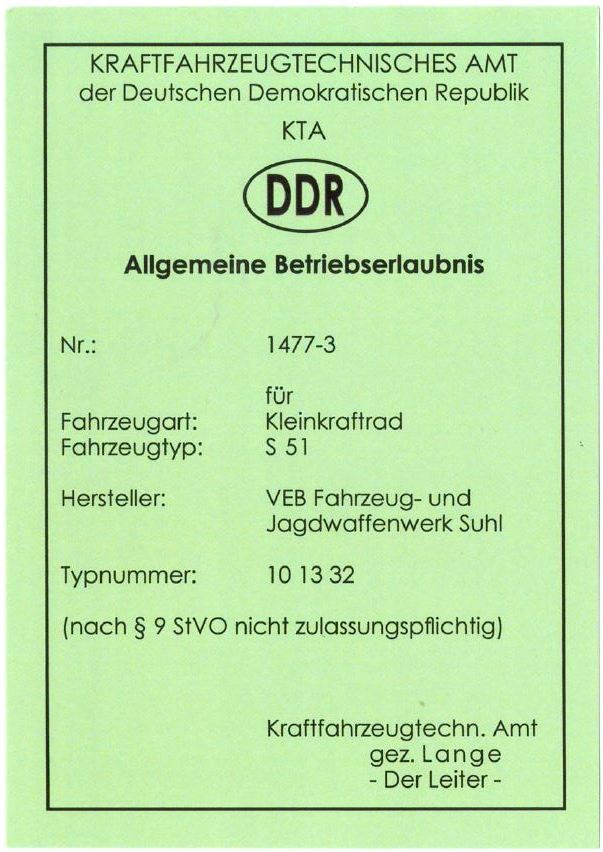 KRAFTFAHRZEUGTECHNISCHES AMT
der Deutschen Demokratischen Republik
KTA
DDR
Allgemeine Betriebserlaubnis
Nr.: 1477-3
für
Fahrzeugart: Kleinkraftrad
Fahrzeugtyp: S 51
Hersteller: VEB Fahrzeug- und
Jagdwaffenwerk Suhl
Typnummer: 10 13 32
(nach § 9 StVO nicht zulassungspflichtig)
Kraftfahrzeugtechn. Amt
gez. Lange
- Der Leiter -